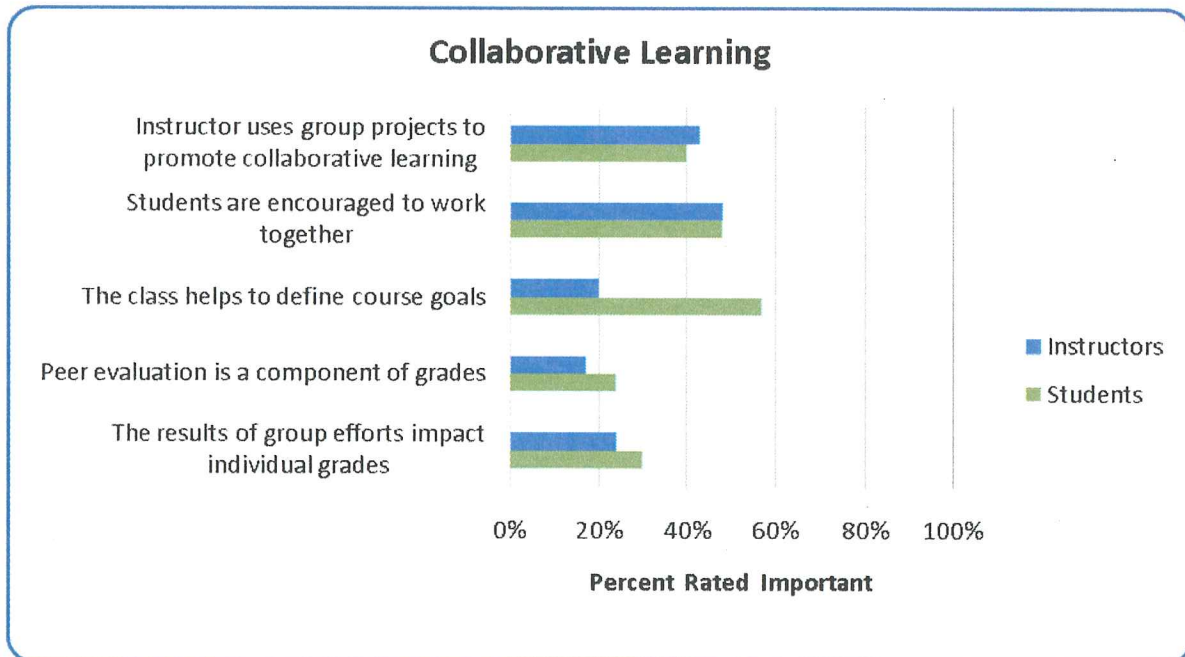 Collaborative Learning
Instructor uses group projects to
promote collaborative learning
Students are encouraged to work
together
The class helps to define course goals
Peer evaluation is a component of grades
The results of group efforts impact
individual grades
Instructors
Students
0% 20% 40% 60% 80% 100%
Percent Rated Important